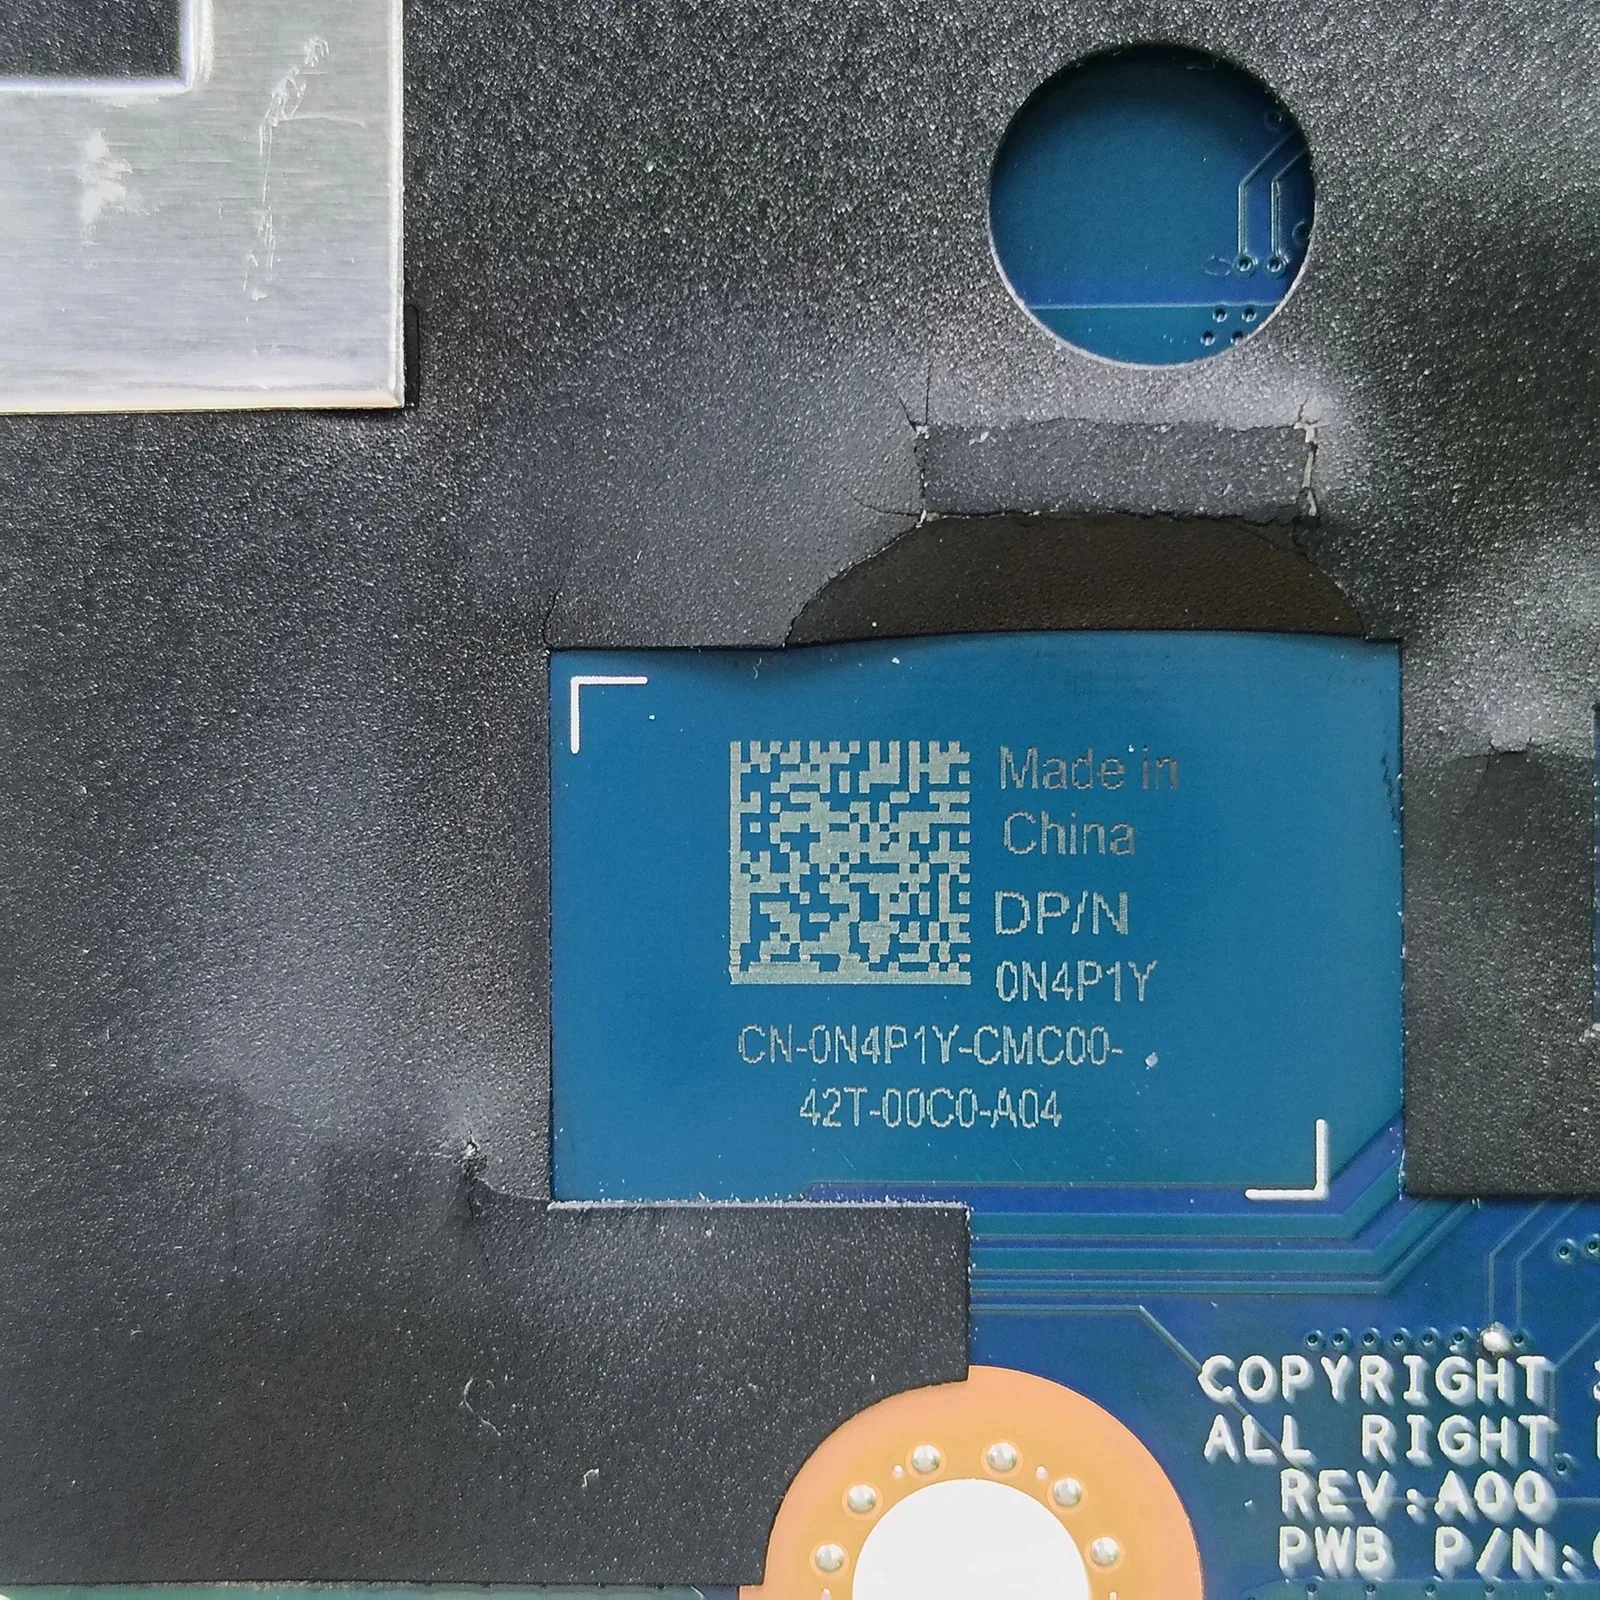 Made in
China
DP/N
0N4P1Y
CN-0N4P1Y-CMC00-
42T-00C0-A04
COPYRIGHT
ALL RIGHT
REV:A00
PWB P/N: